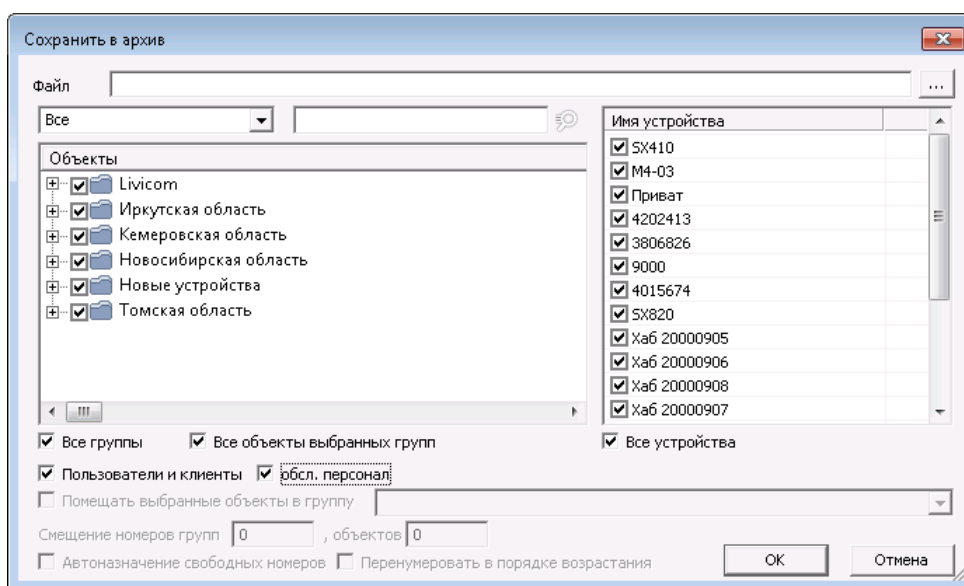 Сохранить в архив
Файл
...
Все
Объекты
Livicom
Иркутская область
Кемеровская область
Новосибирская область
Новые устройства
Томская область
Имя устройства
SX410
М4-03
Приват
4202413
3806826
9000
4015674
SX820
Хаб 20000905
Хаб 20000906
Хаб 20000908
Хаб 20000907
Все группы Все объекты выбранных групп Все устройства
Пользователи и клиенты обсл. персонал
Помещать выбранные объекты в группу
Смещение номеров групп 0 , объектов 0
Автоназначение свободных номеров Перенумеровать в порядке возрастания
OK Отмена